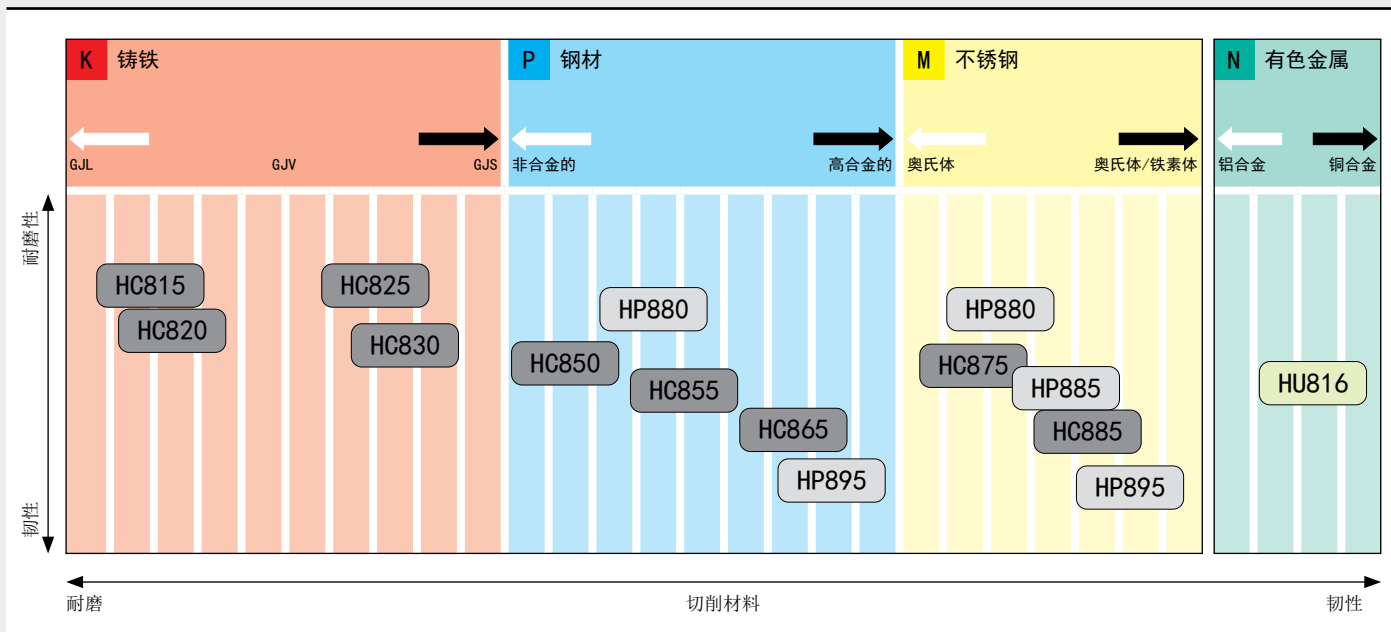 K 铸铁
P 钢材
M 不锈钢
N 有色金属
GJL GJV GJS
非合金的 高合金的
奥氏体 奥氏体/铁素体
铝合金 铜合金
耐磨性
韧性
HC815
HC820
HC825
HC830
HP880
HC850
HC855
HC865
HP895
HP880
HC875
HP885
HC885
HP895
HU816
耐磨 切削材料 韧性